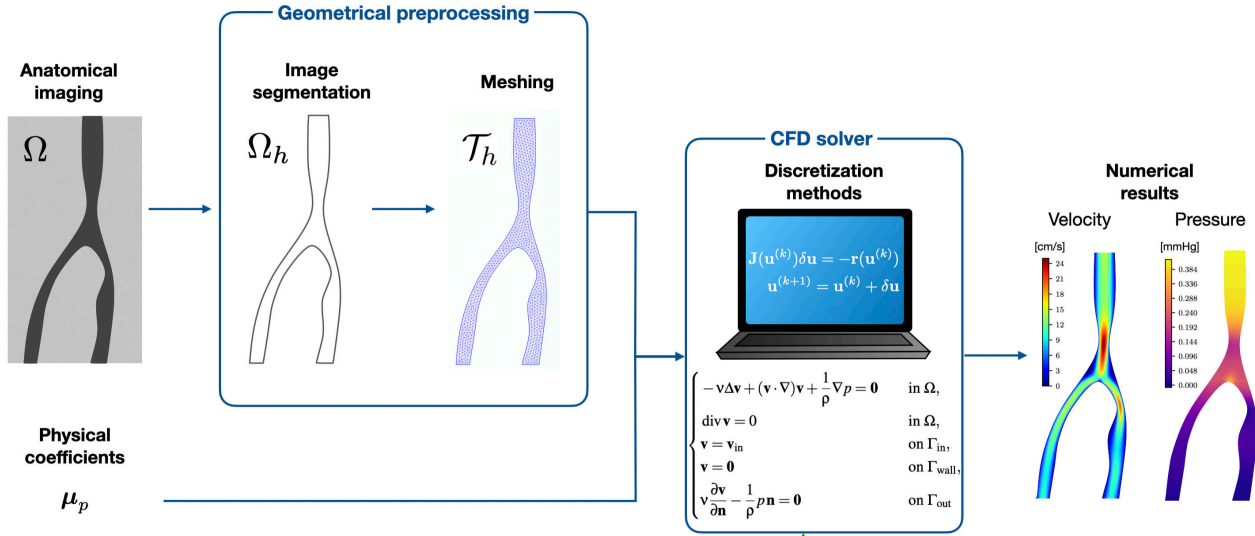 Geometrical preprocessing
Anatomical
imaging
Ω
Image
segmentation
Ω_h
Meshing
𝒯_h
Physical
coefficients
μ_p
CFD solver
Discretization
methods
J(u^(k))δu = −r(u^(k))
u^(k+1) = u^(k) + δu
−νΔv + (v · ∇)v + 1/ρ ∇p = 0 in Ω,
div v = 0 in Ω,
v = v_in on Γ_in,
v = 0 on Γ_wall,
ν ∂v/∂n − 1/ρ pn = 0 on Γ_out
Numerical
results
Velocity
[cm/s]
24
21
18
15
12
9
6
3
0
Pressure
[mmHg]
0.384
0.336
0.288
0.240
0.192
0.144
0.096
0.048
0.000